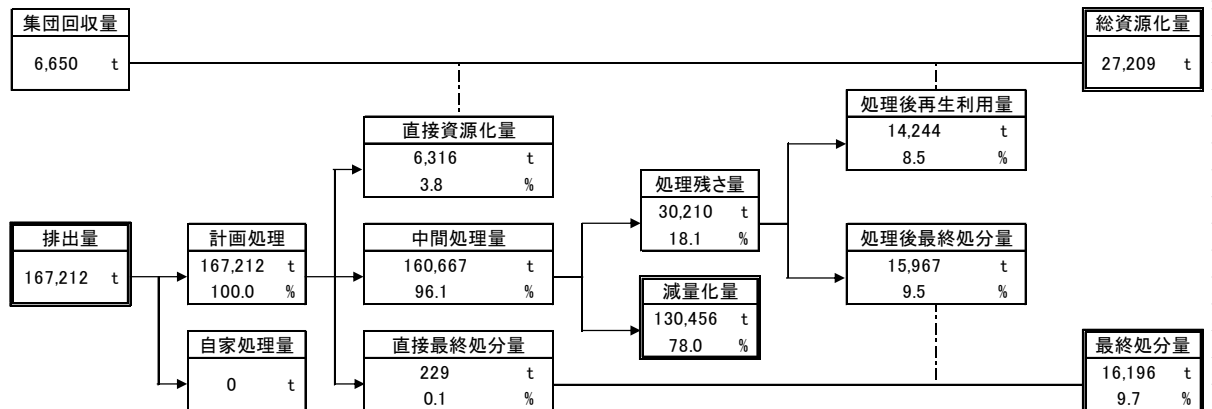 集団回収量
6,650 t
総資源化量
27,209 t
処理後再生利用量
14,244 t
8.5 %
直接資源化量
6,316 t
3.8 %
処理残さ量
30,210 t
18.1 %
排出量
167,212 t
計画処理
167,212 t
100.0 %
中間処理量
160,667 t
96.1 %
処理後最終処分量
15,967 t
9.5 %
減量化量
130,456 t
78.0 %
自家処理量
0 t
直接最終処分量
229 t
0.1 %
最終処分量
16,196 t
9.7 %